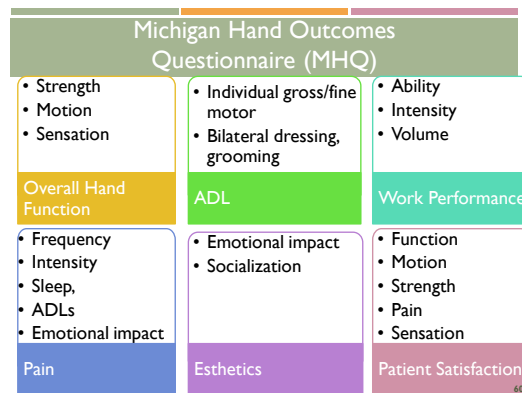 Michigan Hand Outcomes
Questionnaire (MHQ)
• Strength
• Motion
• Sensation
Overall Hand
Function
• Individual gross/fine
motor
• Bilateral dressing,
grooming
ADL
• Ability
• Intensity
• Volume
Work Performance
• Frequency
• Intensity
• Sleep,
• ADLs
• Emotional impact
Pain
• Emotional impact
• Socialization
Esthetics
• Function
• Motion
• Strength
• Pain
• Sensation
Patient Satisfaction